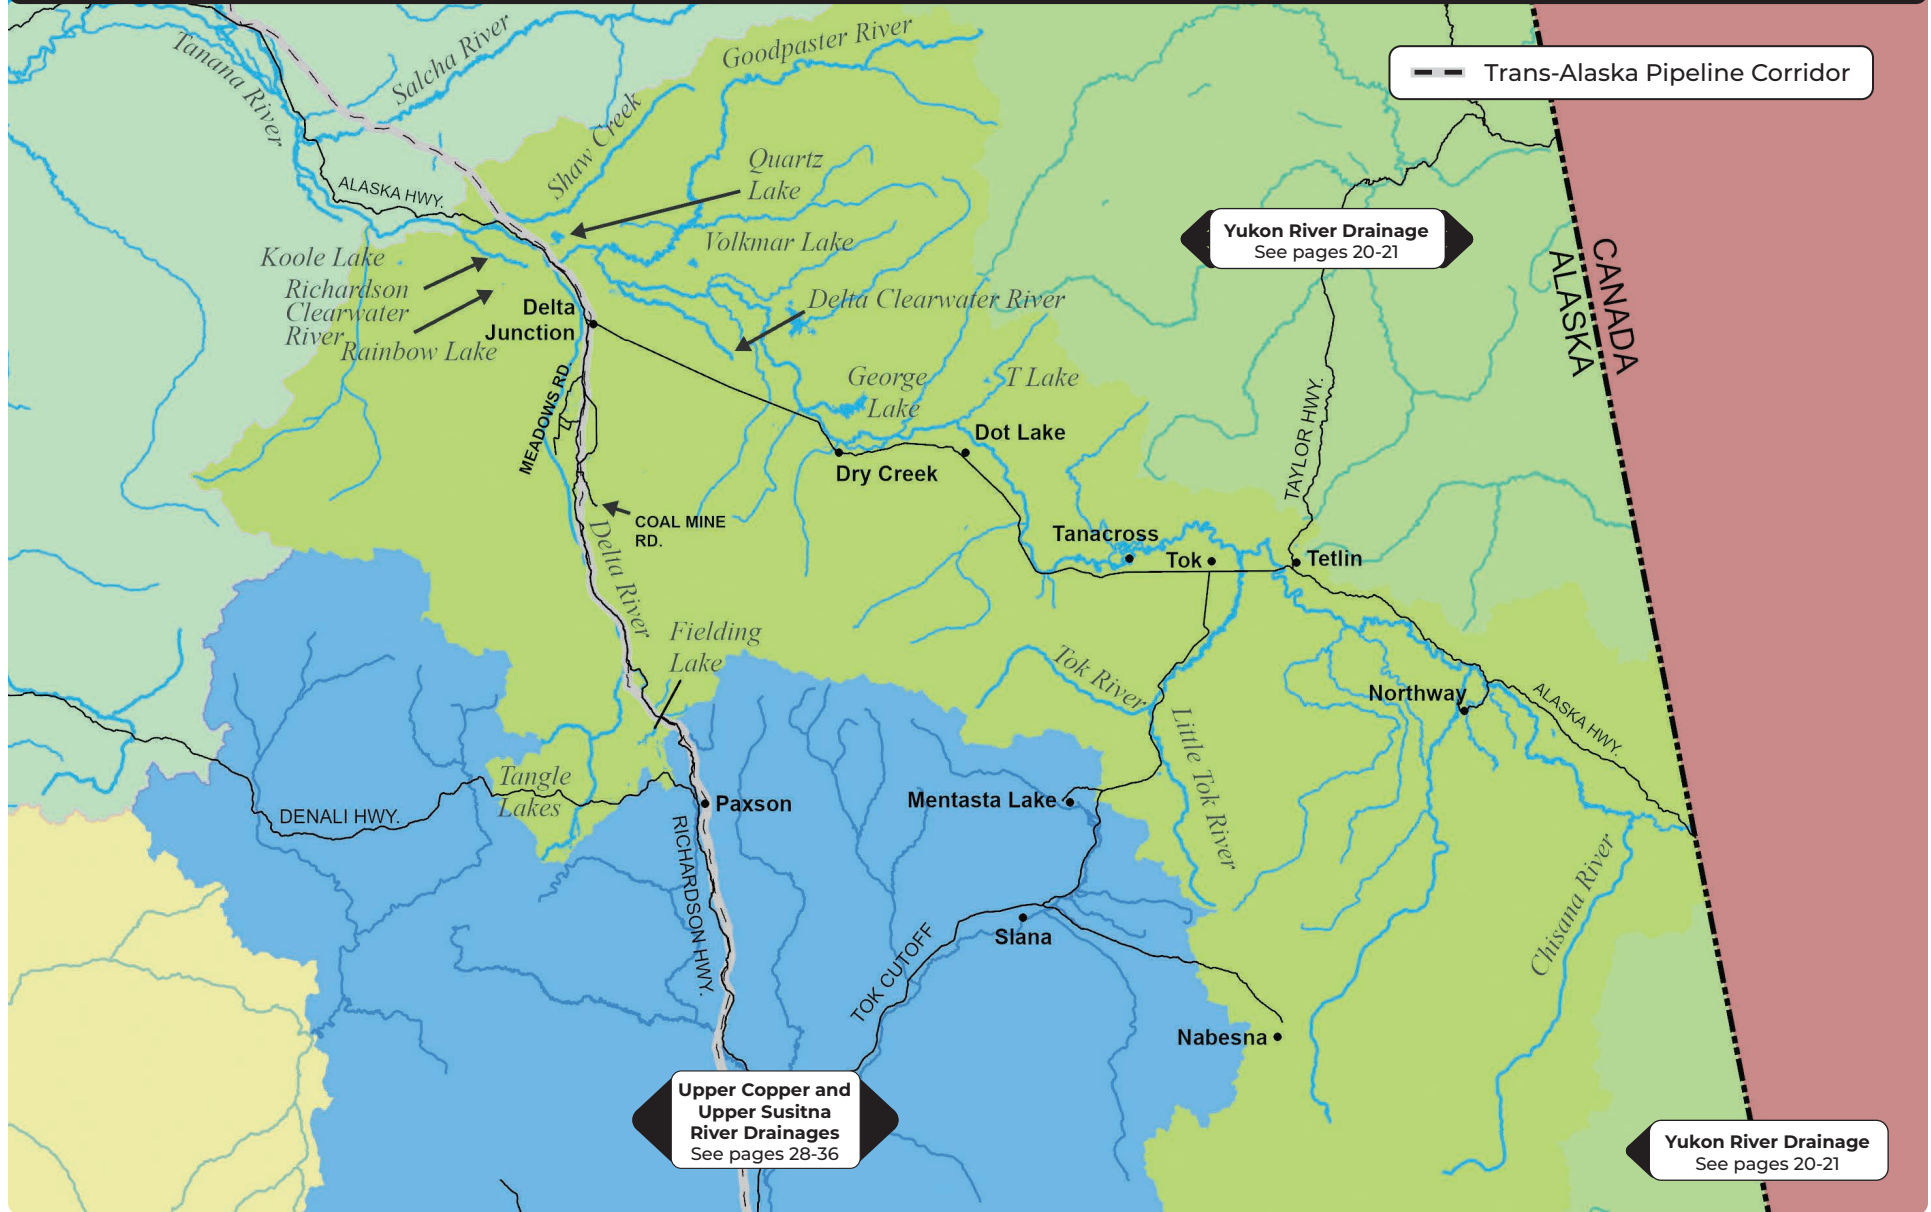 Trans-Alaska Pipeline Corridor
Goodpaster River
Salcha River
Tanana River
Shaw Creek
Quartz
Lake
ALASKA HWY.
Volkmar Lake
Yukon River Drainage
See pages 20-21
CANADA
ALASKA
Koole Lake
Richardson
Clearwater
River
Rainbow Lake
Delta
Junction
Delta Clearwater River
George
Lake
T Lake
MEADOWS RD.
TAYLOR HWY.
Dot Lake
Dry Creek
COAL MINE
RD.
Delta River
Tanacross
Tok
Tetlin
Fielding
Lake
Tok River
Little Tok River
Northway
ALASKA HWY.
Tangle
Lakes
DENALI HWY.
Paxson
Mentasta Lake
RICHARDSON HWY.
Chisana River
TOK CUTOFF
Slana
Nabesna
Upper Copper and
Upper Susitna
River Drainages
See pages 28-36
Yukon River Drainage
See pages 20-21